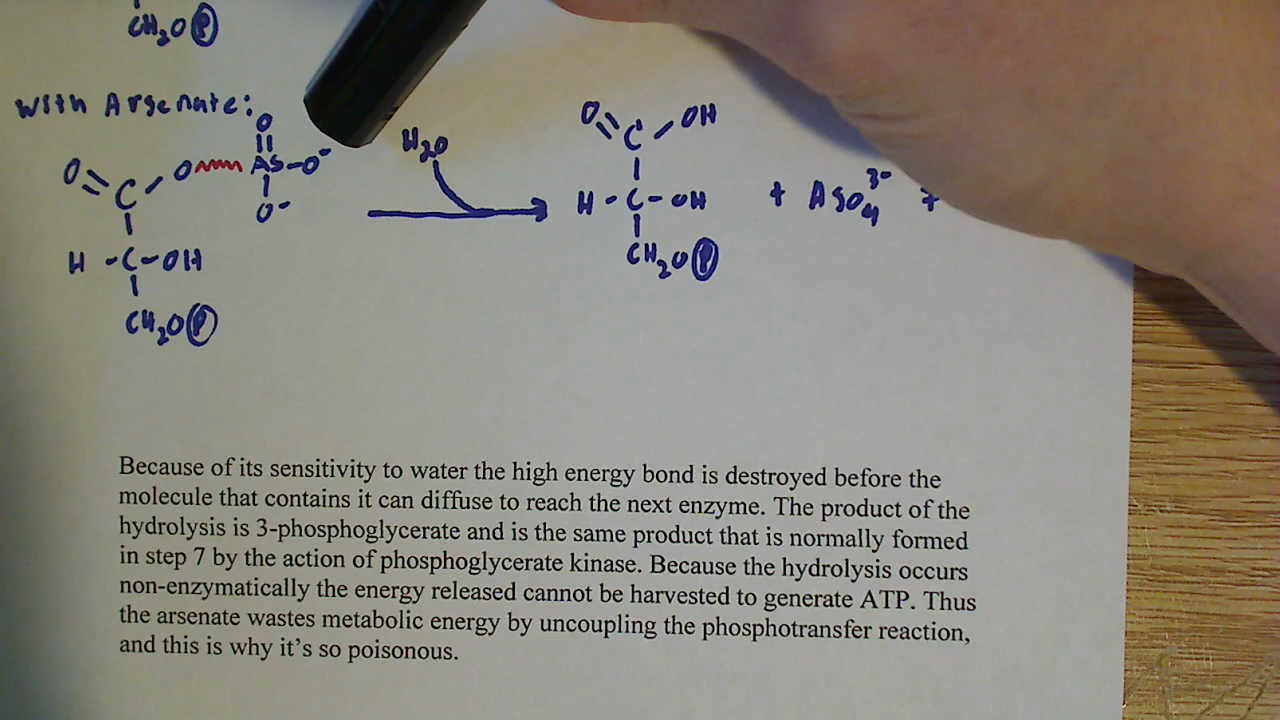 CH₂O(P)
With Arsenate:
O
O O As-O⁻ H₂O O OH
C O⁻ C
H-C-OH H-C-OH + AsO₄³⁻ +
CH₂O(P) CH₂O(P)
Because of its sensitivity to water the high energy bond is destroyed before the
molecule that contains it can diffuse to reach the next enzyme. The product of the
hydrolysis is 3-phosphoglycerate and is the same product that is normally formed
in step 7 by the action of phosphoglycerate kinase. Because the hydrolysis occurs
non-enzymatically the energy released cannot be harvested to generate ATP. Thus
the arsenate wastes metabolic energy by uncoupling the phosphotransfer reaction,
and this is why it's so poisonous.